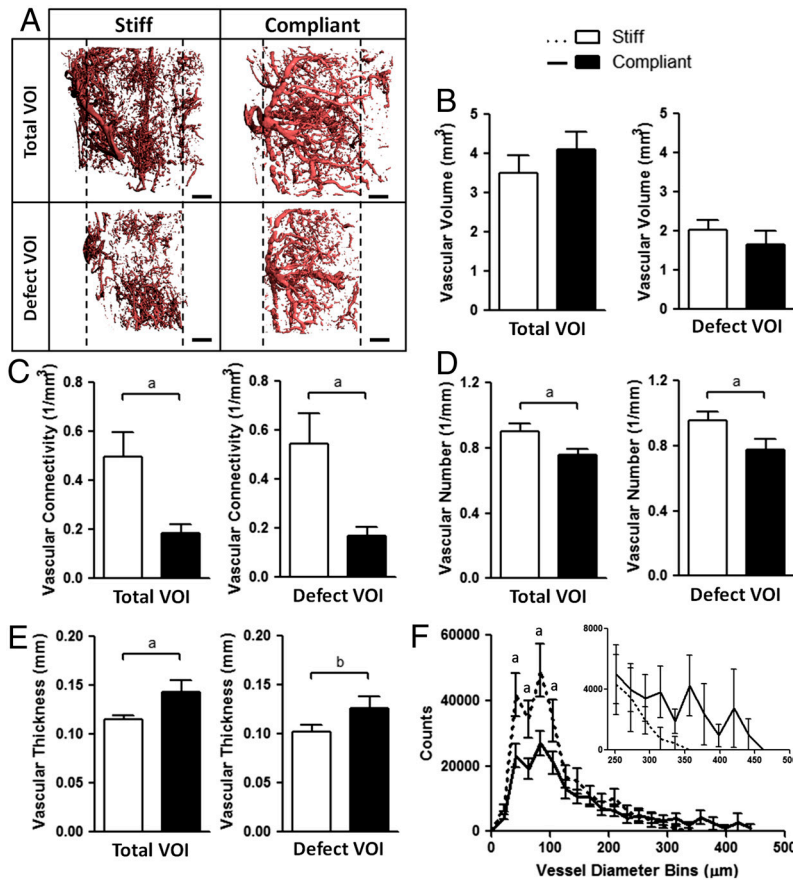 A
Stiff
Compliant
Total VOI
Defect VOI
Stiff
Compliant
B
Vascular Volume (mm³)
5
4
3
2
1
0
Total VOI
Vascular Volume (mm³)
5
4
3
2
1
0
Defect VOI
C
Vascular Connectivity (1/mm³)
0.8
0.6
0.4
0.2
0.0
a
Total VOI
Vascular Connectivity (1/mm³)
0.8
0.6
0.4
0.2
0.0
a
Defect VOI
D
Vascular Number (1/mm)
1.2
0.8
0.4
0.0
a
Total VOI
Vascular Number (1/mm)
1.2
0.8
0.4
0.0
a
Defect VOI
E
Vascular Thickness (mm)
0.20
0.15
0.10
0.05
0.00
a
Total VOI
Vascular Thickness (mm)
0.20
0.15
0.10
0.05
0.00
b
Defect VOI
F
Counts
60000
50000
40000
30000
20000
10000
0
a
a
a
a
8000
4000
0
250 300 350 400 450 500
0 100 200 300 400 500
Vessel Diameter Bins (μm)